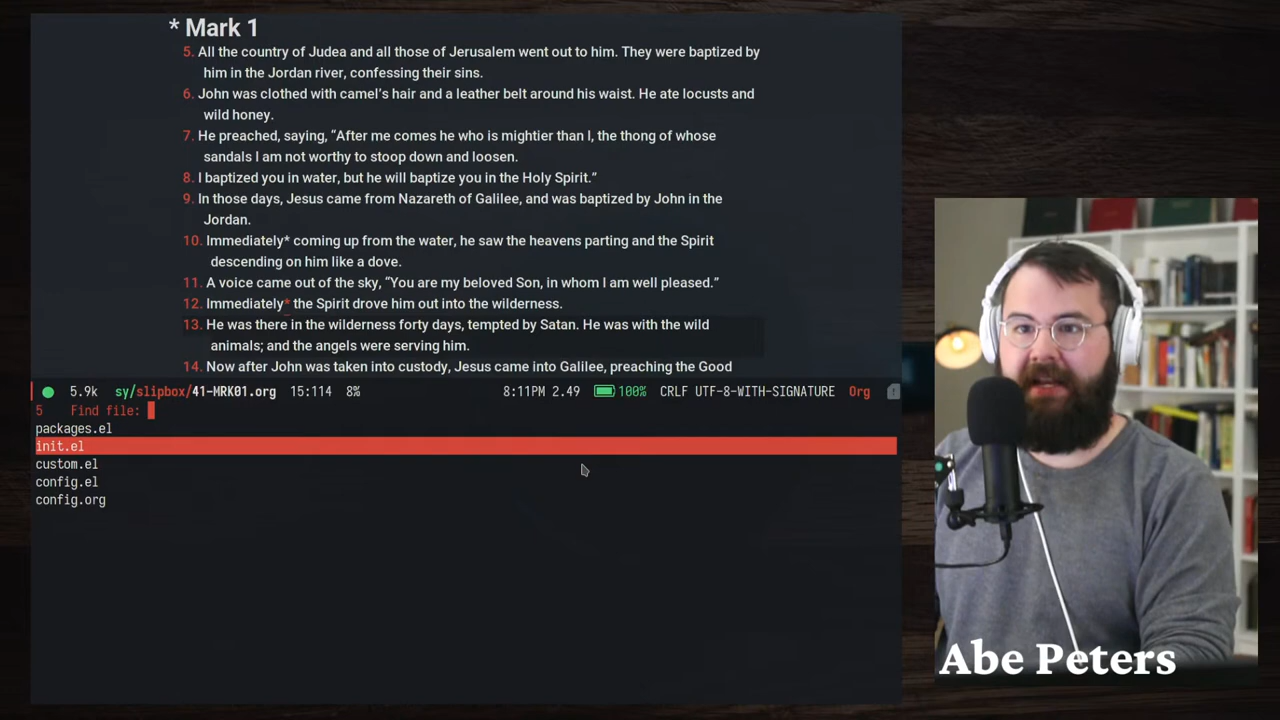 * Mark 1
5. All the country of Judea and all those of Jerusalem went out to him. They were baptized by
him in the Jordan river, confessing their sins.
6. John was clothed with camel’s hair and a leather belt around his waist. He ate locusts and
wild honey.
7. He preached, saying, “After me comes he who is mightier than I, the thong of whose
sandals I am not worthy to stoop down and loosen.
8. I baptized you in water, but he will baptize you in the Holy Spirit.”
9. In those days, Jesus came from Nazareth of Galilee, and was baptized by John in the
Jordan.
10. Immediately* coming up from the water, he saw the heavens parting and the Spirit
descending on him like a dove.
11. A voice came out of the sky, “You are my beloved Son, in whom I am well pleased.”
12. Immediately* the Spirit drove him out into the wilderness.
13. He was there in the wilderness forty days, tempted by Satan. He was with the wild
animals; and the angels were serving him.
14. Now after John was taken into custody, Jesus came into Galilee, preaching the Good
5.9k sy/slipbox/41-MRK01.org 15:114 8% 8:11PM 2.49 100% CRLF UTF-8-WITH-SIGNATURE Org
5 Find file:
packages.el
init.el
custom.el
config.el
config.org
Abe Peters